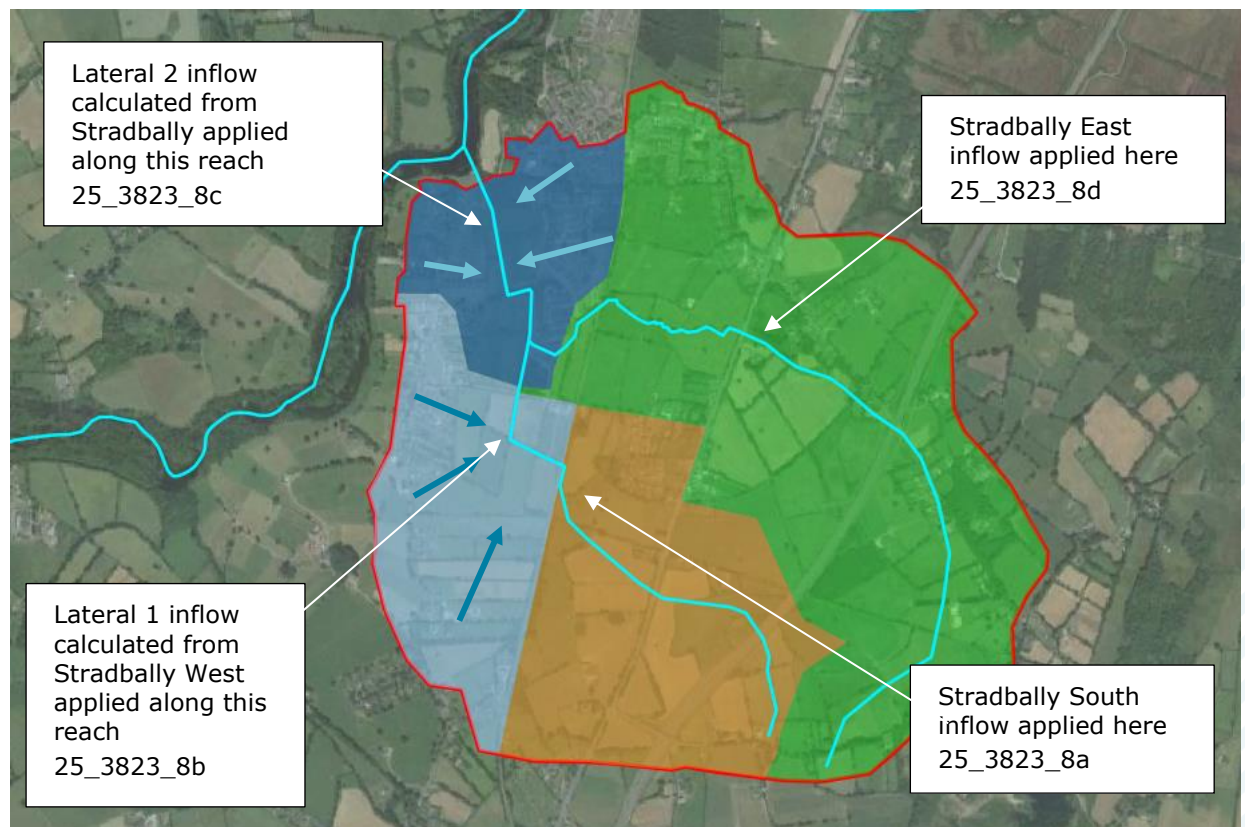 Lateral 2 inflow
calculated from
Stradbally applied
along this reach
25_3823_8c
Stradbally East
inflow applied here
25_3823_8d
Lateral 1 inflow
calculated from
Stradbally West
applied along this
reach
25_3823_8b
Stradbally South
inflow applied here
25_3823_8a